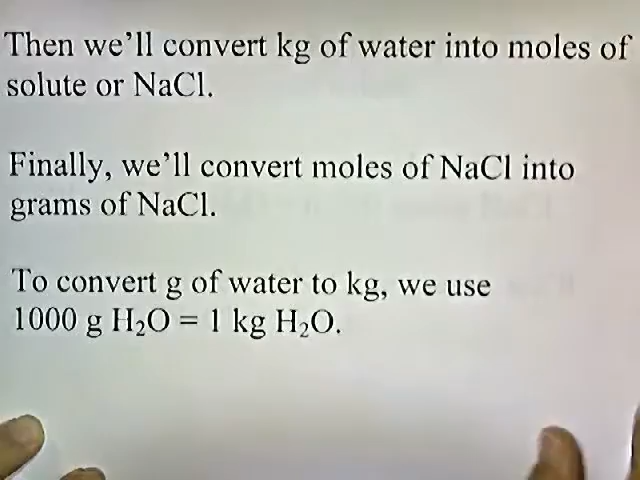 Then we'll convert kg of water into moles of
solute or NaCl.
Finally, we'll convert moles of NaCl into
grams of NaCl.
To convert g of water to kg, we use
1000 g H₂O = 1 kg H₂O.